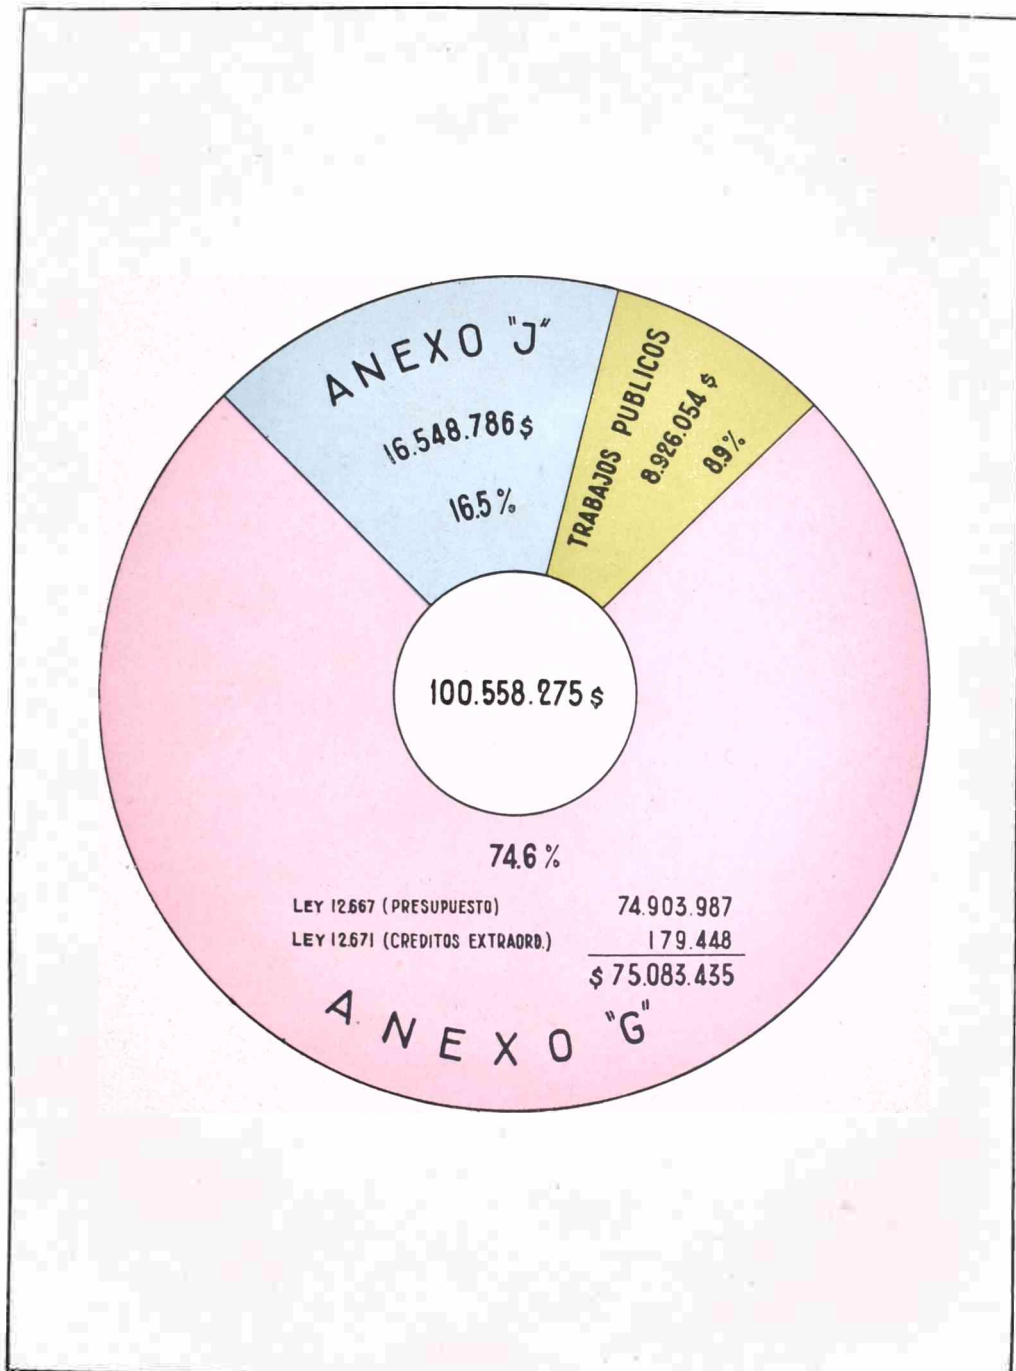 ANEXO "J"
16.548.786 $
16.5 %
TRABAJOS PUBLICOS
8.926.054 $
8.9 %
100.558.275 $
74.6 %
LEY 12.667 ( PRESUPUESTO) 74.903.987
LEY 12.671 (CREDITOS EXTRAORD.) 179.448
$ 75.083.435
ANEXO "G"